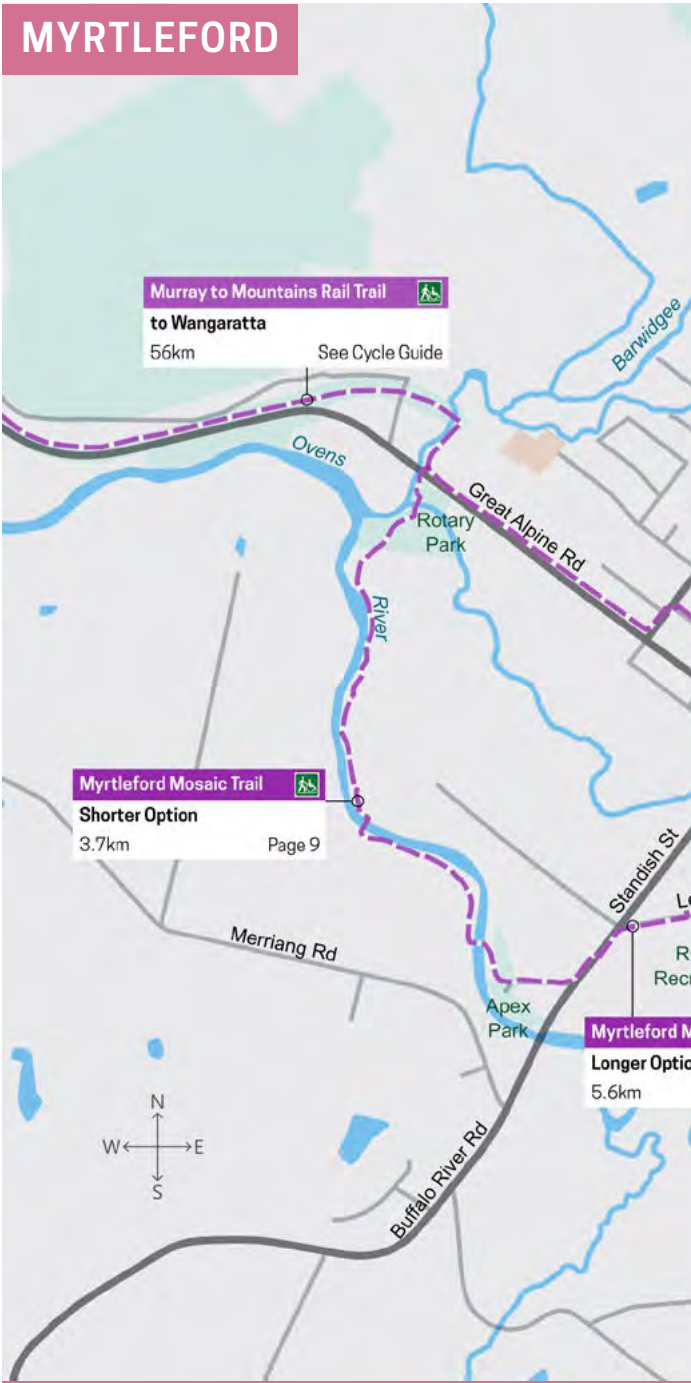 MYRTLEFORD
Murray to Mountains Rail Trail
to Wangaratta
56km See Cycle Guide
Barwidgee
Ovens
Great Alpine Rd
Rotary
Park
River
Myrtleford Mosaic Trail
Shorter Option
3.7km Page 9
Standish St
Le
R
Recr
Merriang Rd
Apex
Park
Myrtleford M
Longer Optio
5.6km
N
W E
S
Buffalo River Rd